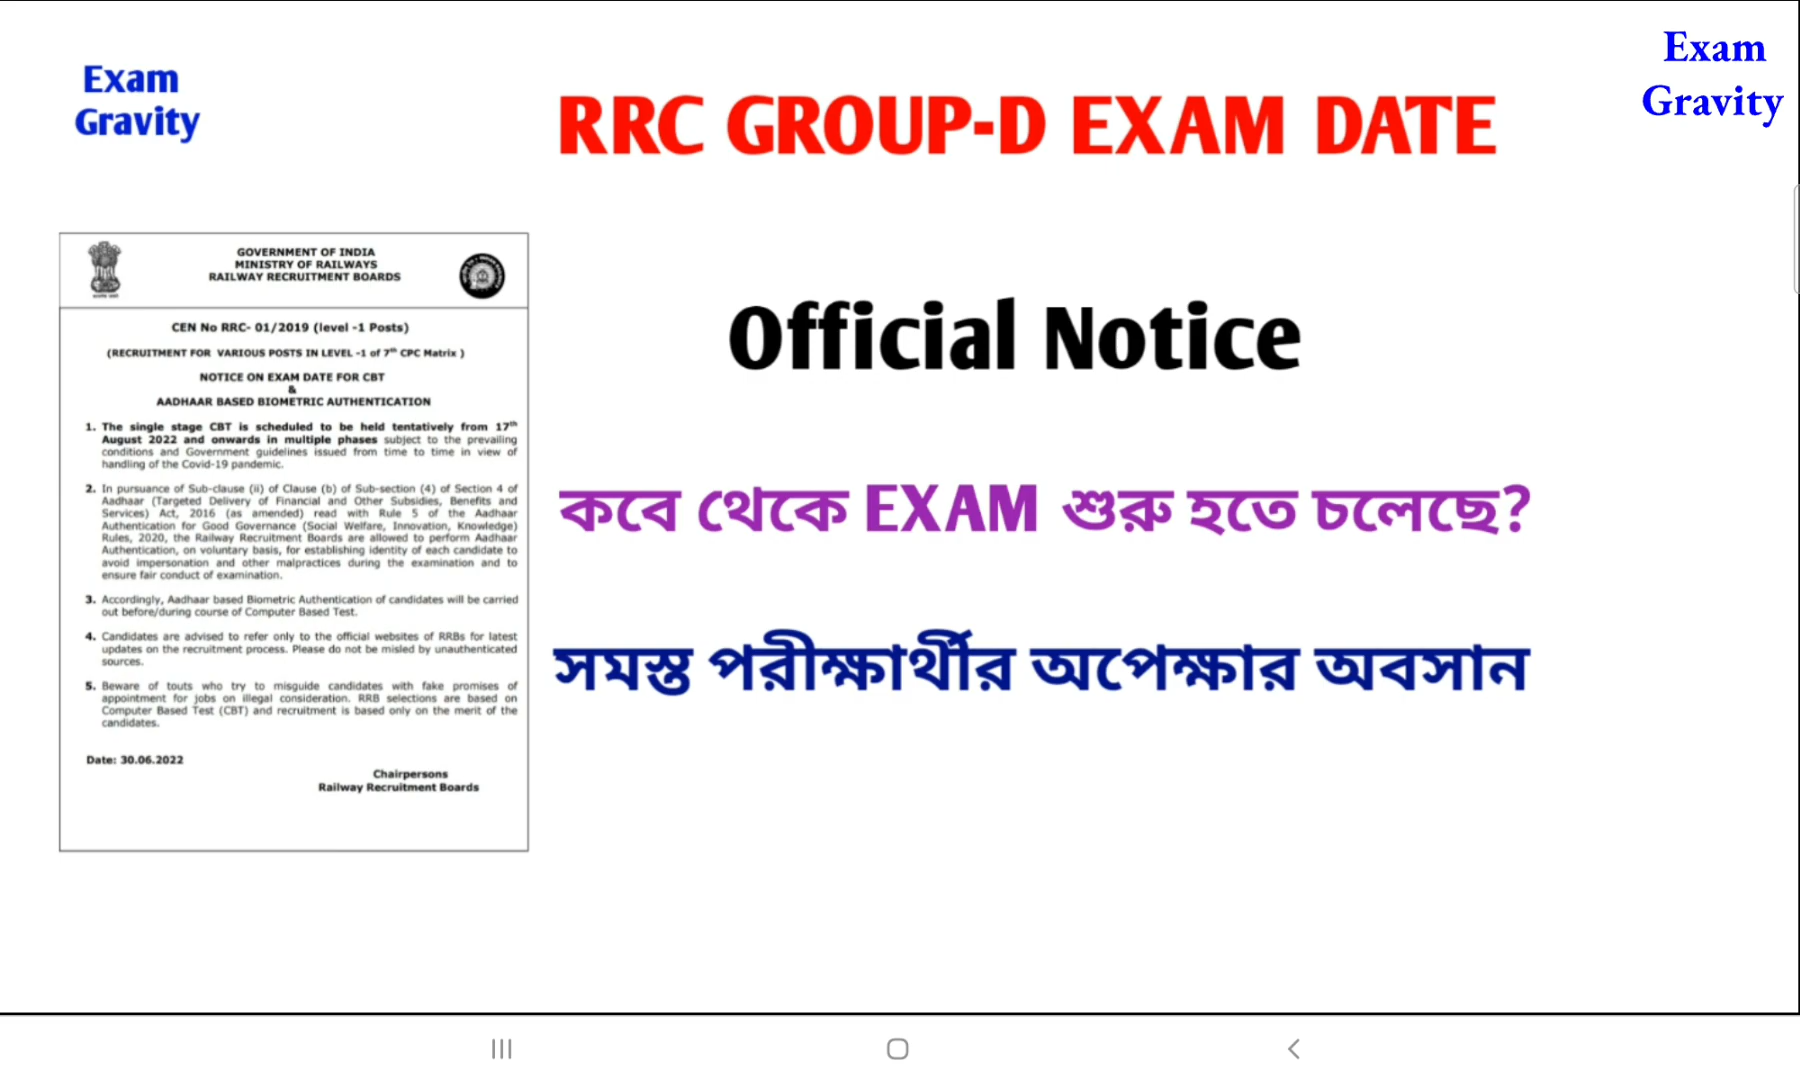 Exam
Gravity
Exam
Gravity
RRC GROUP-D EXAM DATE
GOVERNMENT OF INDIA
MINISTRY OF RAILWAYS
RAILWAY RECRUITMENT BOARDS
CEN No RRC- 01/2019 (level -1 Posts)
(RECRUITMENT FOR VARIOUS POSTS IN LEVEL -1 of 7th CPC Matrix )
NOTICE ON EXAM DATE FOR CBT
&
AADHAAR BASED BIOMETRIC AUTHENTICATION
1. The single stage CBT is scheduled to be held tentatively from 17th
August 2022 and onwards in multiple phases subject to the prevailing
conditions and Government guidelines issued from time to time in view of
handling of the Covid-19 pandemic.
2. In pursuance of Sub-clause (ii) of Clause (b) of Sub-section (4) of Section 4 of
Aadhaar (Targeted Delivery of Financial and Other Subsidies, Benefits and
Services) Act, 2016 (as amended) read with Rule 5 of the Aadhaar
Authentication for Good Governance (Social Welfare, Innovation, Knowledge)
Rules, 2020, the Railway Recruitment Boards are allowed to perform Aadhaar
Authentication, on voluntary basis, for establishing identity of each candidate to
avoid impersonation and other malpractices during the examination and to
ensure fair conduct of examination.
3. Accordingly, Aadhaar based Biometric Authentication of candidates will be carried
out before/during course of Computer Based Test.
4. Candidates are advised to refer only to the official websites of RRBs for latest
updates on the recruitment process. Please do not be misled by unauthenticated
sources.
5. Beware of touts who try to misguide candidates with fake promises of
appointment for jobs on illegal consideration. RRB selections are based on
Computer Based Test (CBT) and recruitment is based only on the merit of the
candidates.
Date: 30.06.2022
Chairpersons
Railway Recruitment Boards
Official Notice
কবে থেকে EXAM শুরু হতে চলেছে?
সমস্ত পরীক্ষার্থীর অপেক্ষার অবসান